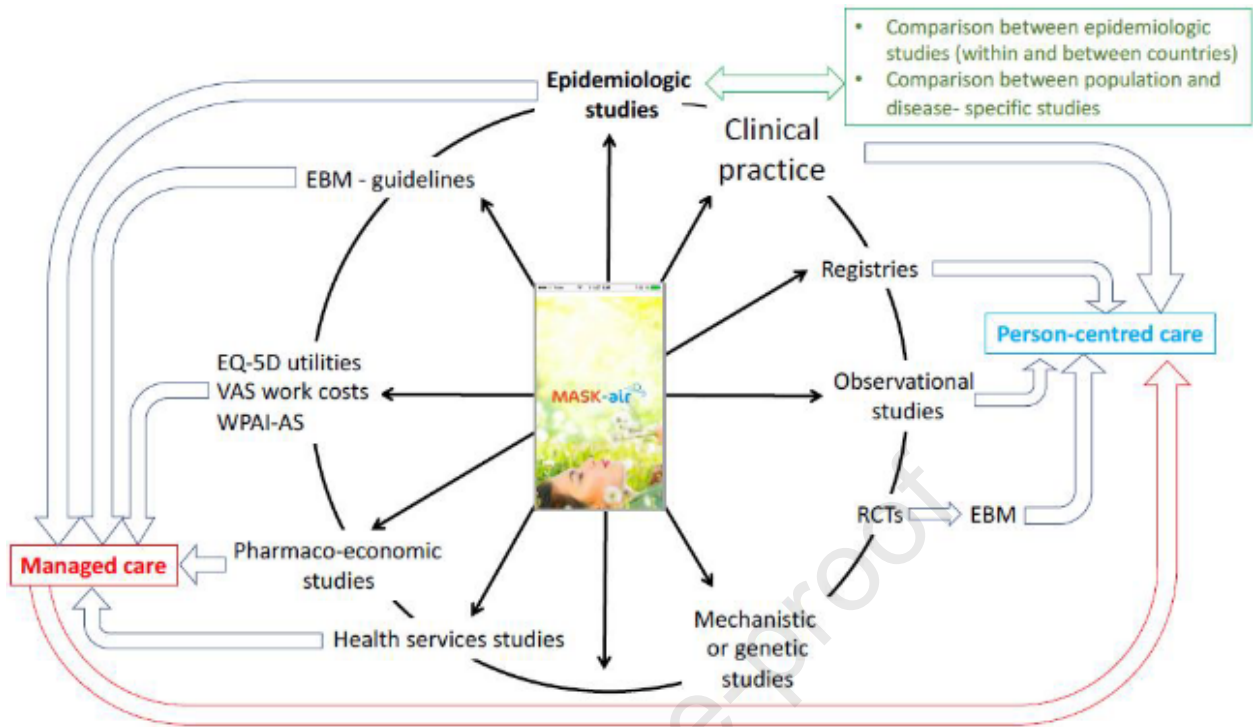 • Comparison between epidemiologic
studies (within and between countries)
• Comparison between population and
disease- specific studies
Epidemiologic
studies
Clinical
practice
EBM - guidelines
Registries
Person-centred care
EQ-5D utilities
VAS work costs
WPAI-AS
MASK-air
Observational
studies
RCTs
EBM
Managed care
Pharmaco-economic
studies
Health services studies
Mechanistic
or genetic
studies
e-proof